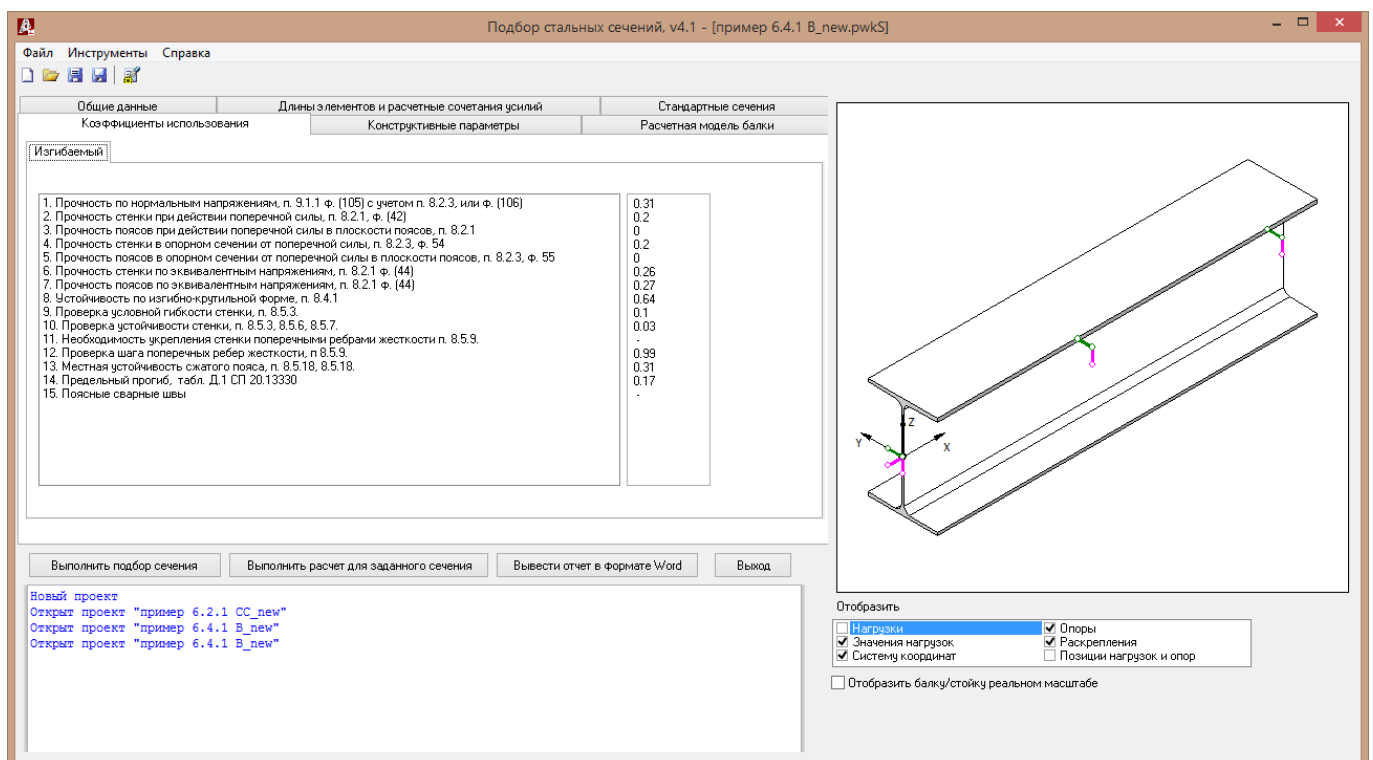 Подбор стальных сечений, v4.1 - [пример 6.4.1 B_new.pwkS]
Файл Инструменты Справка
Общие данные Длины элементов и расчетные сочетания усилий Стандартные сечения
Коэффициенты использования Конструктивные параметры Расчетная модель балки
Изгибаемый
1. Прочность по нормальным напряжениям, п. 9.1.1 ф. (105) с учетом п. 8.2.3, или ф. (106) 0.31
2. Прочность стенки при действии поперечной силы, п. 8.2.1, ф. (42) 0.2
3. Прочность поясов при действии поперечной силы в плоскости поясов, п. 8.2.1 0
4. Прочность стенки в опорном сечении от поперечной силы, п. 8.2.3, ф. 54 0.2
5. Прочность поясов в опорном сечении от поперечной силы в плоскости поясов, п. 8.2.3, ф. 55 0
6. Прочность стенки по эквивалентным напряжениям, п. 8.2.1 ф. (44) 0.26
7. Прочность поясов по эквивалентным напряжениям, п. 8.2.1 ф. (44) 0.27
8. Устойчивость по изгибно-крутильной форме, п. 8.4.1 0.64
9. Проверка условной гибкости стенки, п. 8.5.3. 0.1
10. Проверка устойчивости стенки, п. 8.5.3, 8.5.6, 8.5.7. 0.03
11. Необходимость укрепления стенки поперечными ребрами жесткости п. 8.5.9. -
12. Проверка шага поперечных ребер жесткости, п 8.5.9. 0.99
13. Местная устойчивость сжатого пояса, п. 8.5.18, 8.5.18. 0.31
14. Предельный прогиб, табл. Д.1 СП 20.13330 0.17
15. Поясные сварные швы -
Z
Y
X
Выполнить подбор сечения Выполнить расчет для заданного сечения Вывести отчет в формате Word Выход
Новый проект
Открыт проект "пример 6.2.1 CC_new"
Открыт проект "пример 6.4.1 B_new"
Открыт проект "пример 6.4.1 B_new"
Отобразить
Нагрузки Опоры
Значения нагрузок Раскрепления
Систему координат Позиции нагрузок и опор
Отобразить балку/стойку реальном масштабе